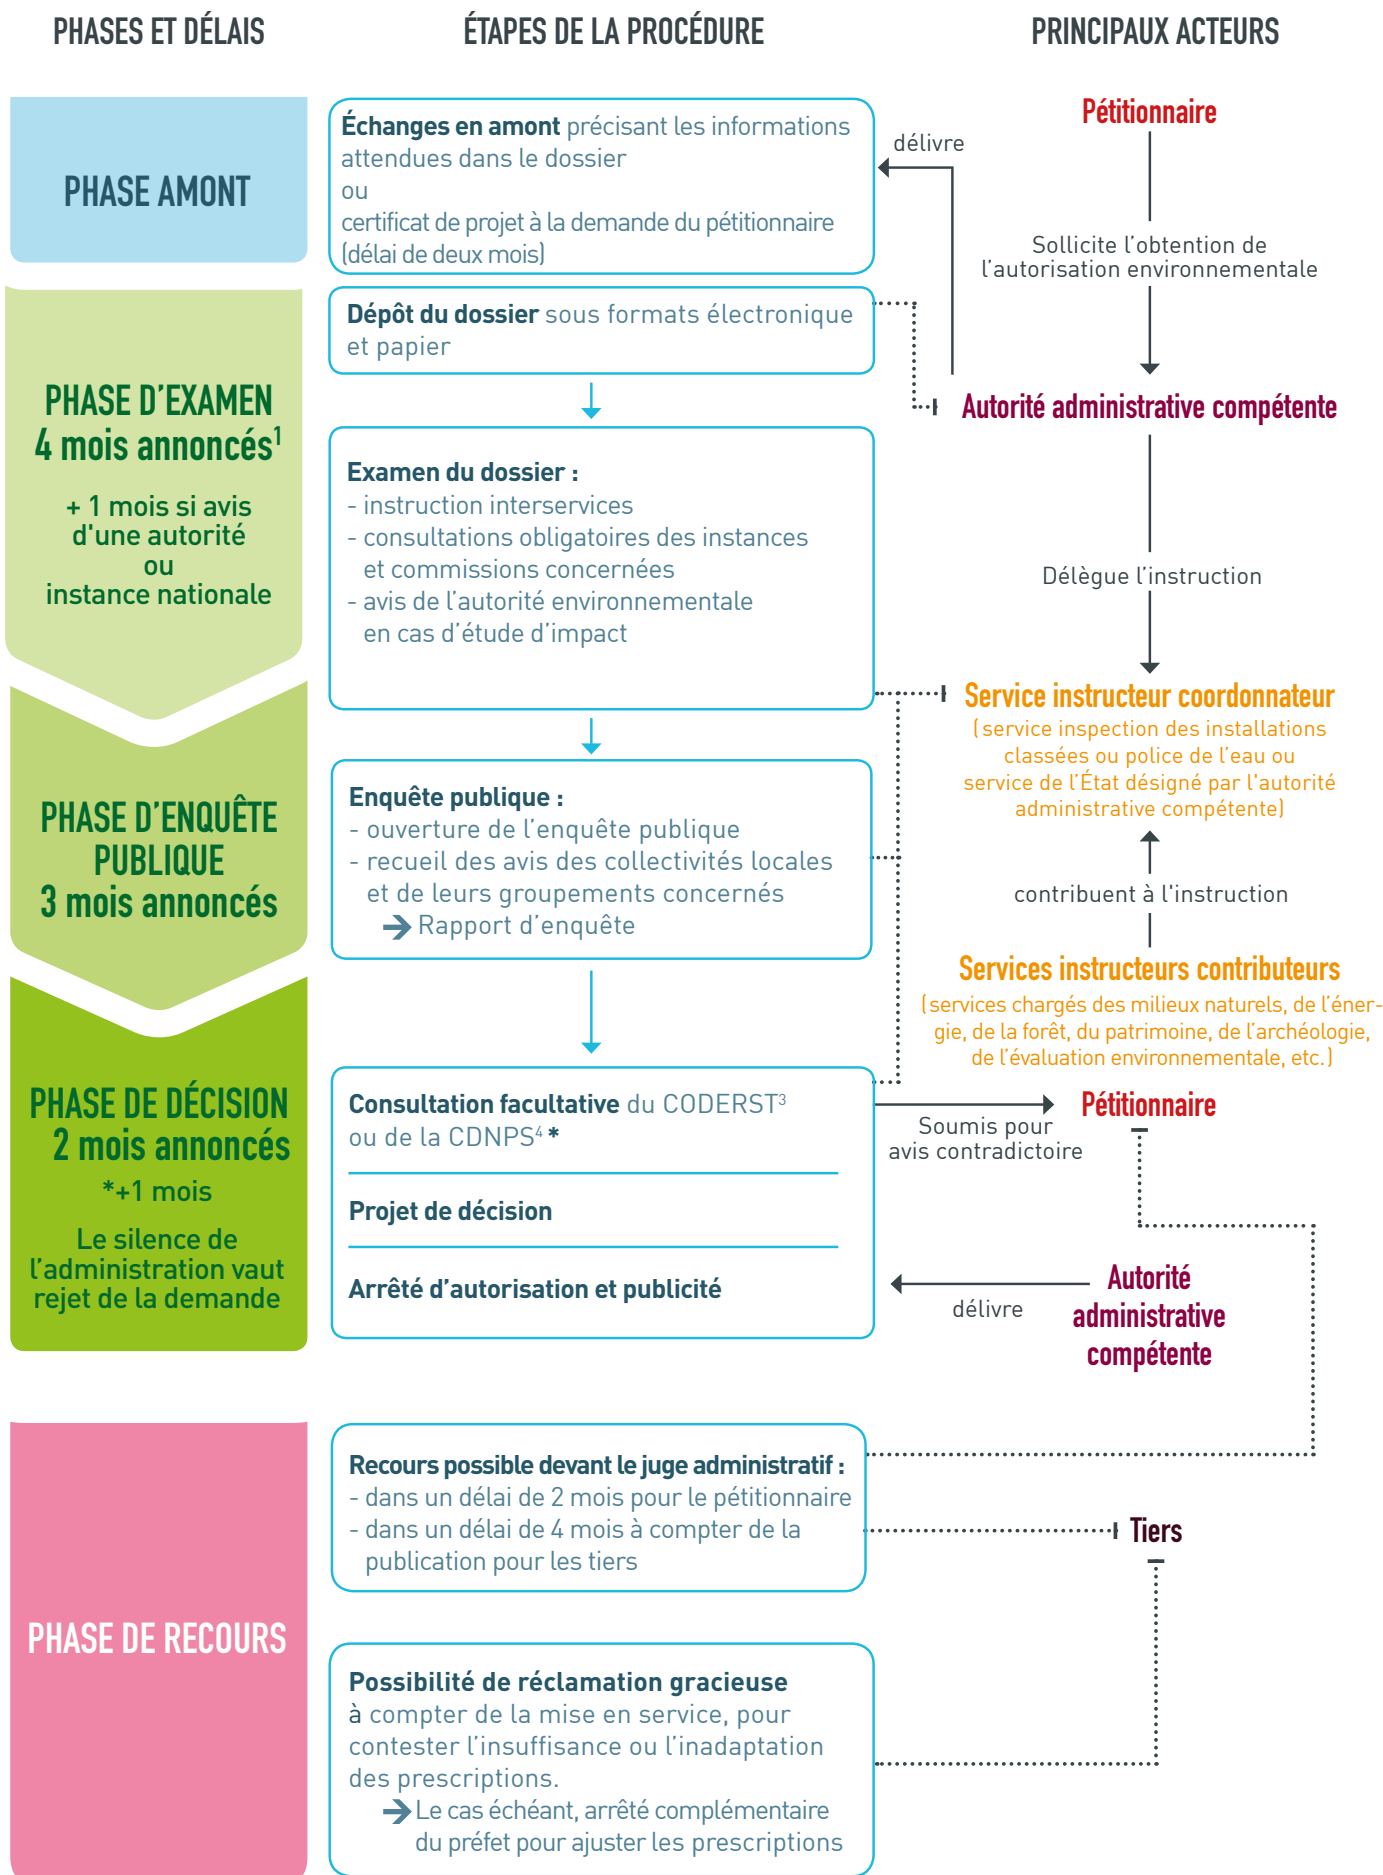 PHASES ET DÉLAIS
ÉTAPES DE LA PROCÉDURE
PRINCIPAUX ACTEURS
PHASE AMONT
Échanges en amont précisant les informations
attendues dans le dossier
ou
certificat de projet à la demande du pétitionnaire
(délai de deux mois)
délivre
Pétitionnaire
Sollicite l’obtention de
l’autorisation environnementale
Dépôt du dossier sous formats électronique
et papier
Autorité administrative compétente
PHASE D’EXAMEN
4 mois annoncés¹
+ 1 mois si avis
d'une autorité
ou
instance nationale
Examen du dossier :
- instruction interservices
- consultations obligatoires des instances
et commissions concernées
- avis de l’autorité environnementale
en cas d’étude d’impact
Délègue l’instruction
Service instructeur coordonnateur
(service inspection des installations
classées ou police de l’eau ou
service de l’État désigné par l'autorité
administrative compétente)
PHASE D’ENQUÊTE
PUBLIQUE
3 mois annoncés
Enquête publique :
- ouverture de l’enquête publique
- recueil des avis des collectivités locales
et de leurs groupements concernés
➔ Rapport d’enquête
contribuent à l'instruction
Services instructeurs contributeurs
(services chargés des milieux naturels, de l’éner-
gie, de la forêt, du patrimoine, de l’archéologie,
de l’évaluation environnementale, etc.)
PHASE DE DÉCISION
2 mois annoncés
*+1 mois
Le silence de
l’administration vaut
rejet de la demande
Consultation facultative du CODERST³
ou de la CDNPS⁴ *
Projet de décision
Arrêté d’autorisation et publicité
Soumis pour
avis contradictoire
Pétitionnaire
délivre
Autorité
administrative
compétente
PHASE DE RECOURS
Recours possible devant le juge administratif :
- dans un délai de 2 mois pour le pétitionnaire
- dans un délai de 4 mois à compter de la
publication pour les tiers
Tiers
Possibilité de réclamation gracieuse
à compter de la mise en service, pour
contester l’insuffisance ou l’inadaptation
des prescriptions.
➔ Le cas échéant, arrêté complémentaire
du préfet pour ajuster les prescriptions